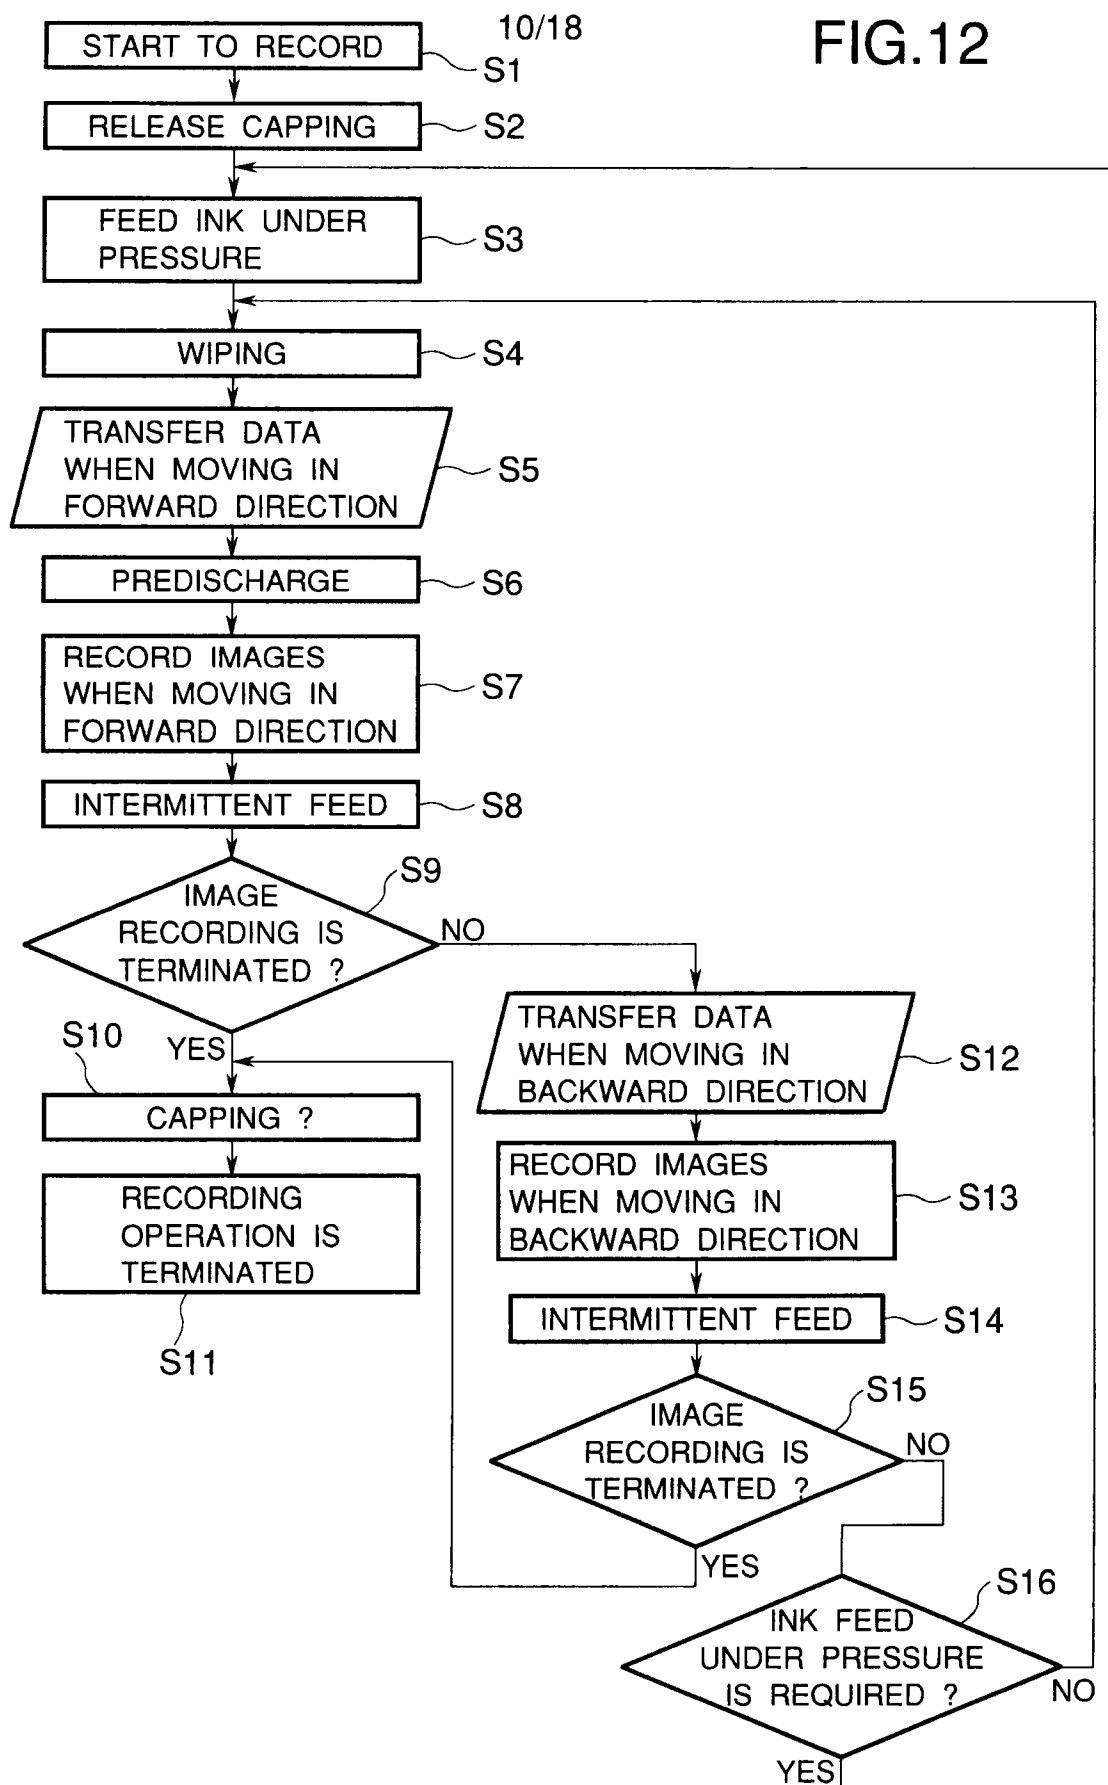 10/18
FIG.12
START TO RECORD
S1
RELEASE CAPPING
S2
FEED INK UNDER
PRESSURE
S3
WIPING
S4
TRANSFER DATA
WHEN MOVING IN
FORWARD DIRECTION
S5
PREDISCHARGE
S6
RECORD IMAGES
WHEN MOVING IN
FORWARD DIRECTION
S7
INTERMITTENT FEED
S8
S9
IMAGE
RECORDING IS
TERMINATED ?
NO
YES
S10
CAPPING ?
RECORDING
OPERATION IS
TERMINATED
S11
TRANSFER DATA
WHEN MOVING IN
BACKWARD DIRECTION
S12
RECORD IMAGES
WHEN MOVING IN
BACKWARD DIRECTION
S13
INTERMITTENT FEED
S14
S15
IMAGE
RECORDING IS
TERMINATED ?
NO
YES
S16
INK FEED
UNDER PRESSURE
IS REQUIRED ?
NO
YES